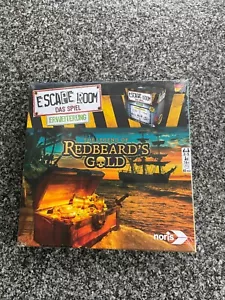 ESCAPE ROOM
DAS SPIEL
ERWEITERUNG
REDBEARD'S
GOLD
noris